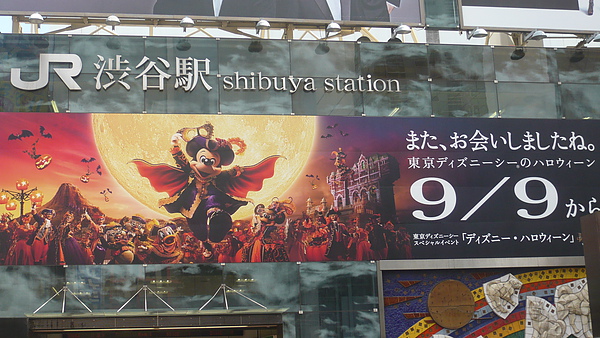 JR 渋谷駅 shibuya station
また、お会いしましたね。
東京ディズニーシーのハロウィーン
9/9から
東京ディズニーシー
スペシャルイベント「ディズニー・ハロウィーン」